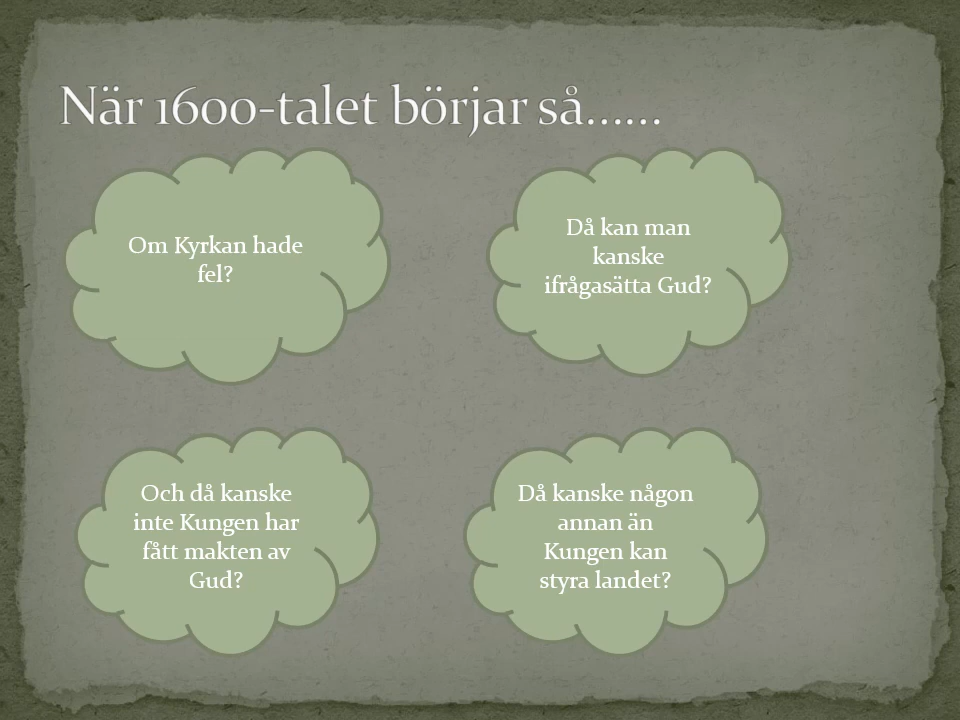 När 1600-talet börjar så……
Om Kyrkan hade
fel?
Då kan man
kanske
ifrågasätta Gud?
Och då kanske
inte Kungen har
fått makten av
Gud?
Då kanske någon
annan än
Kungen kan
styra landet?